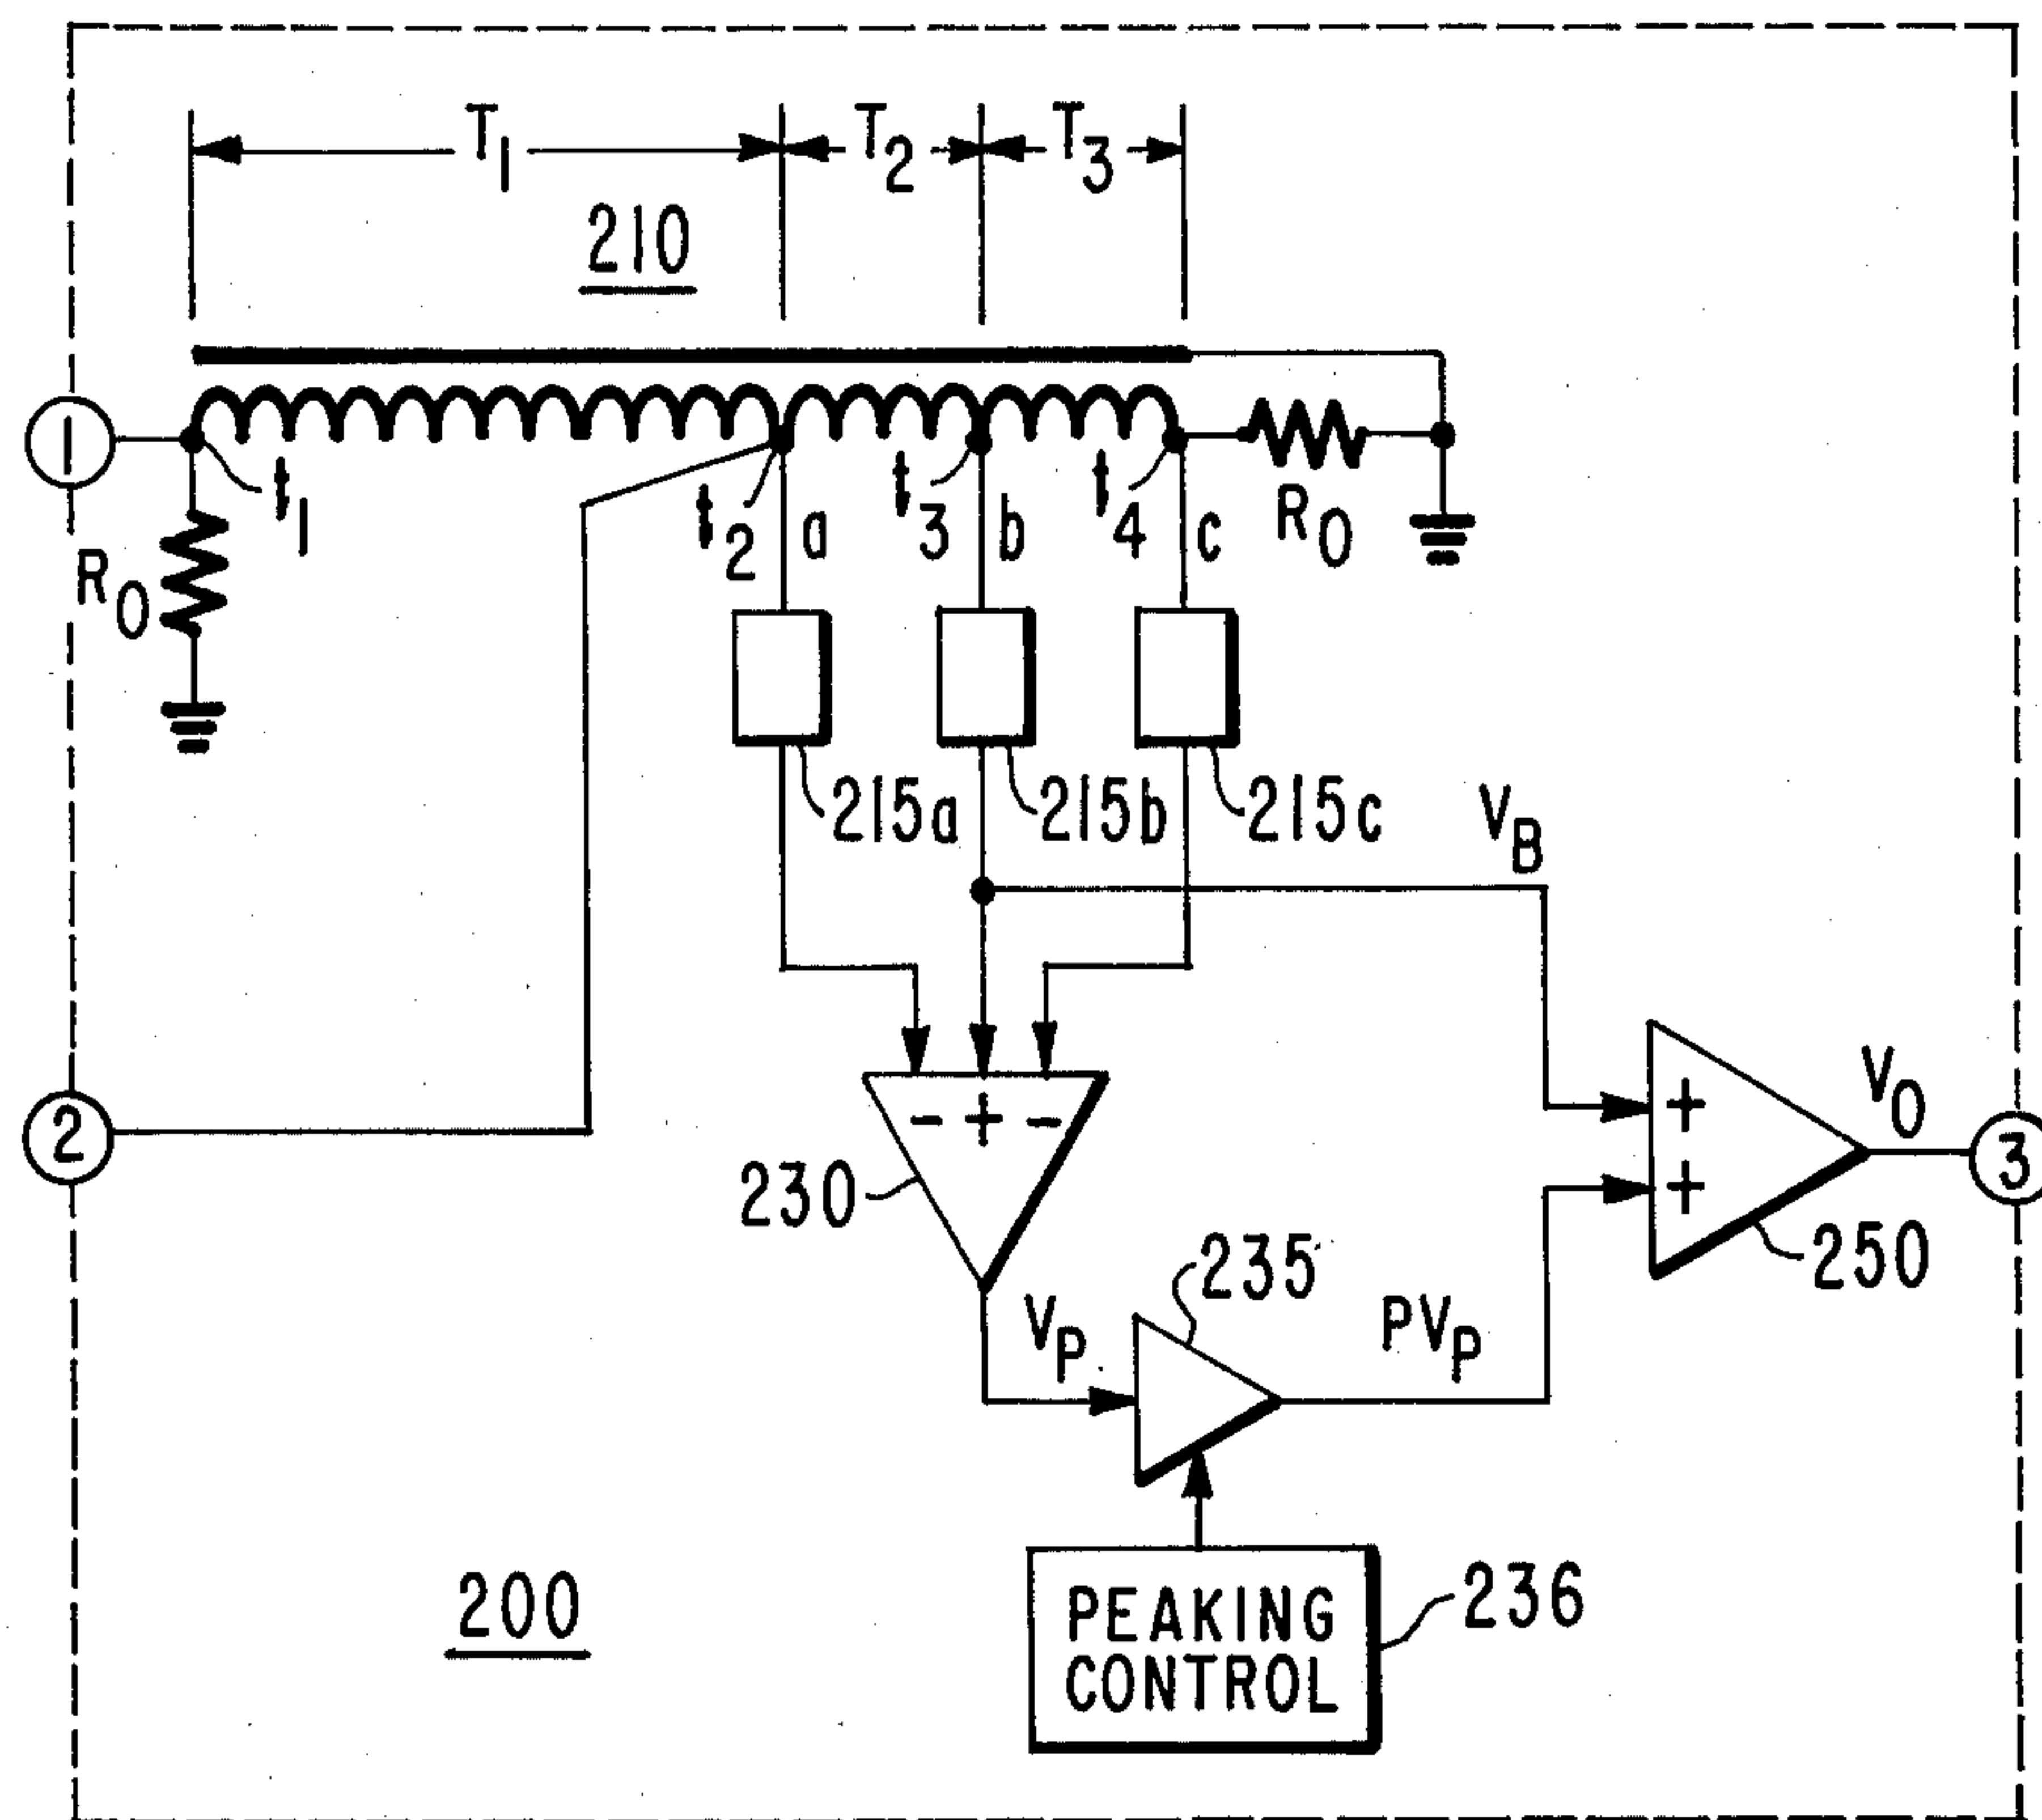 T1 T2 T3
210
1
t1 t2 a t3 b t4 c R0
R0
215a 215b 215c
VB
2
- + -
230
+
+
VO
3
250
235
VP
PVP
200
PEAKING
CONTROL
236